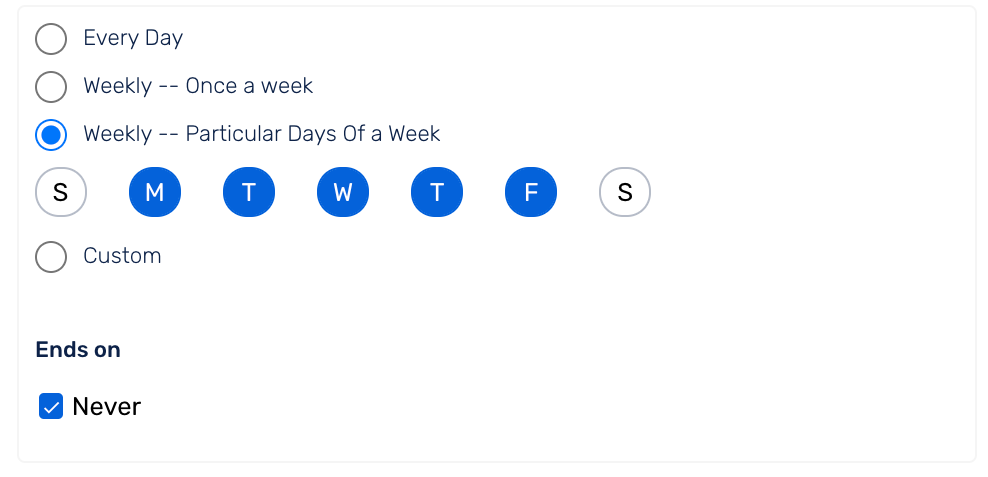 Every Day
Weekly -- Once a week
Weekly -- Particular Days Of a Week
S M T W T F S
Custom
Ends on
Never